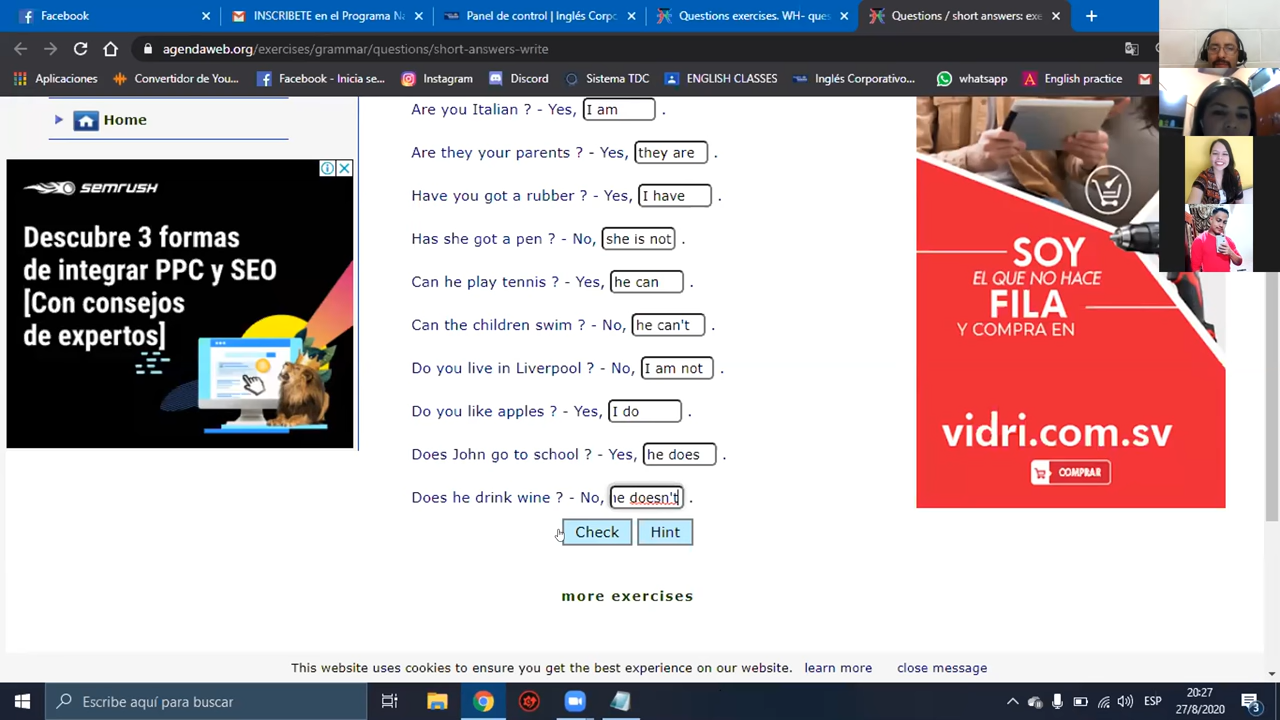 Facebook
INSCRIBETE en el Programa Na
Panel de control | Inglés Corpo
Questions exercises. WH- ques
Questions / short answers: exe
agendaweb.org/exercises/grammar/questions/short-answers-write
Aplicaciones
Convertidor de You...
Facebook - Inicia se...
Instagram
Discord
Sistema TDC
ENGLISH CLASSES
Inglés Corporativo...
whatsapp
English practice
Home
SEMRUSH
Descubre 3 formas
de integrar PPC y SEO
[Con consejos
de expertos]
Are you Italian ? - Yes, I am .
Are they your parents ? - Yes, they are .
Have you got a rubber ? - Yes, I have .
Has she got a pen ? - No, she is not .
Can he play tennis ? - Yes, he can .
Can the children swim ? - No, he can't .
Do you live in Liverpool ? - No, I am not .
Do you like apples ? - Yes, I do .
Does John go to school ? - Yes, he does .
Does he drink wine ? - No, he doesn't .
Check Hint
more exercises
SOY
EL QUE NO HACE
FILA
Y COMPRA EN
vidri.com.sv
COMPRAR
This website uses cookies to ensure you get the best experience on our website. learn more close message
Escribe aquí para buscar
ESP
20:27
27/8/2020
3